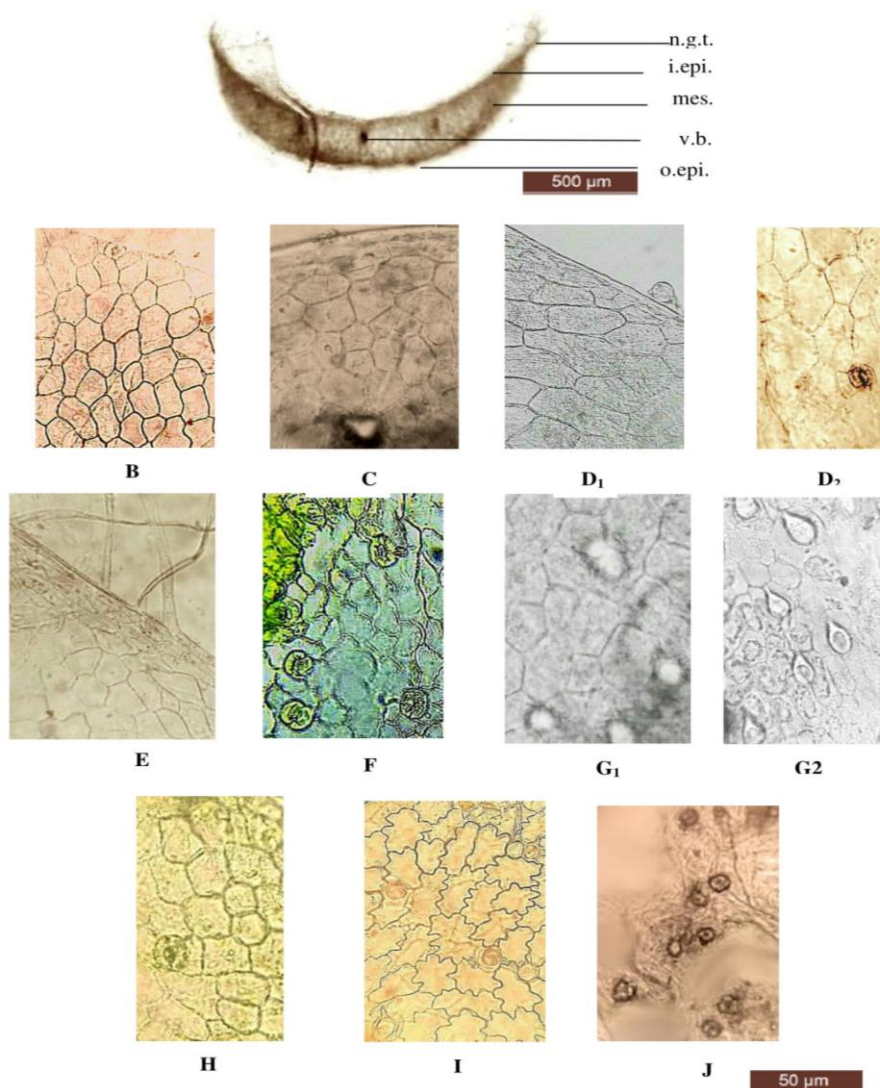 n.g.t.
i.epi.
mes.
v.b.
o.epi.
500 µm
B
C
D₁
D₂
E
F
G₁
G2
H
I
J
50 µm